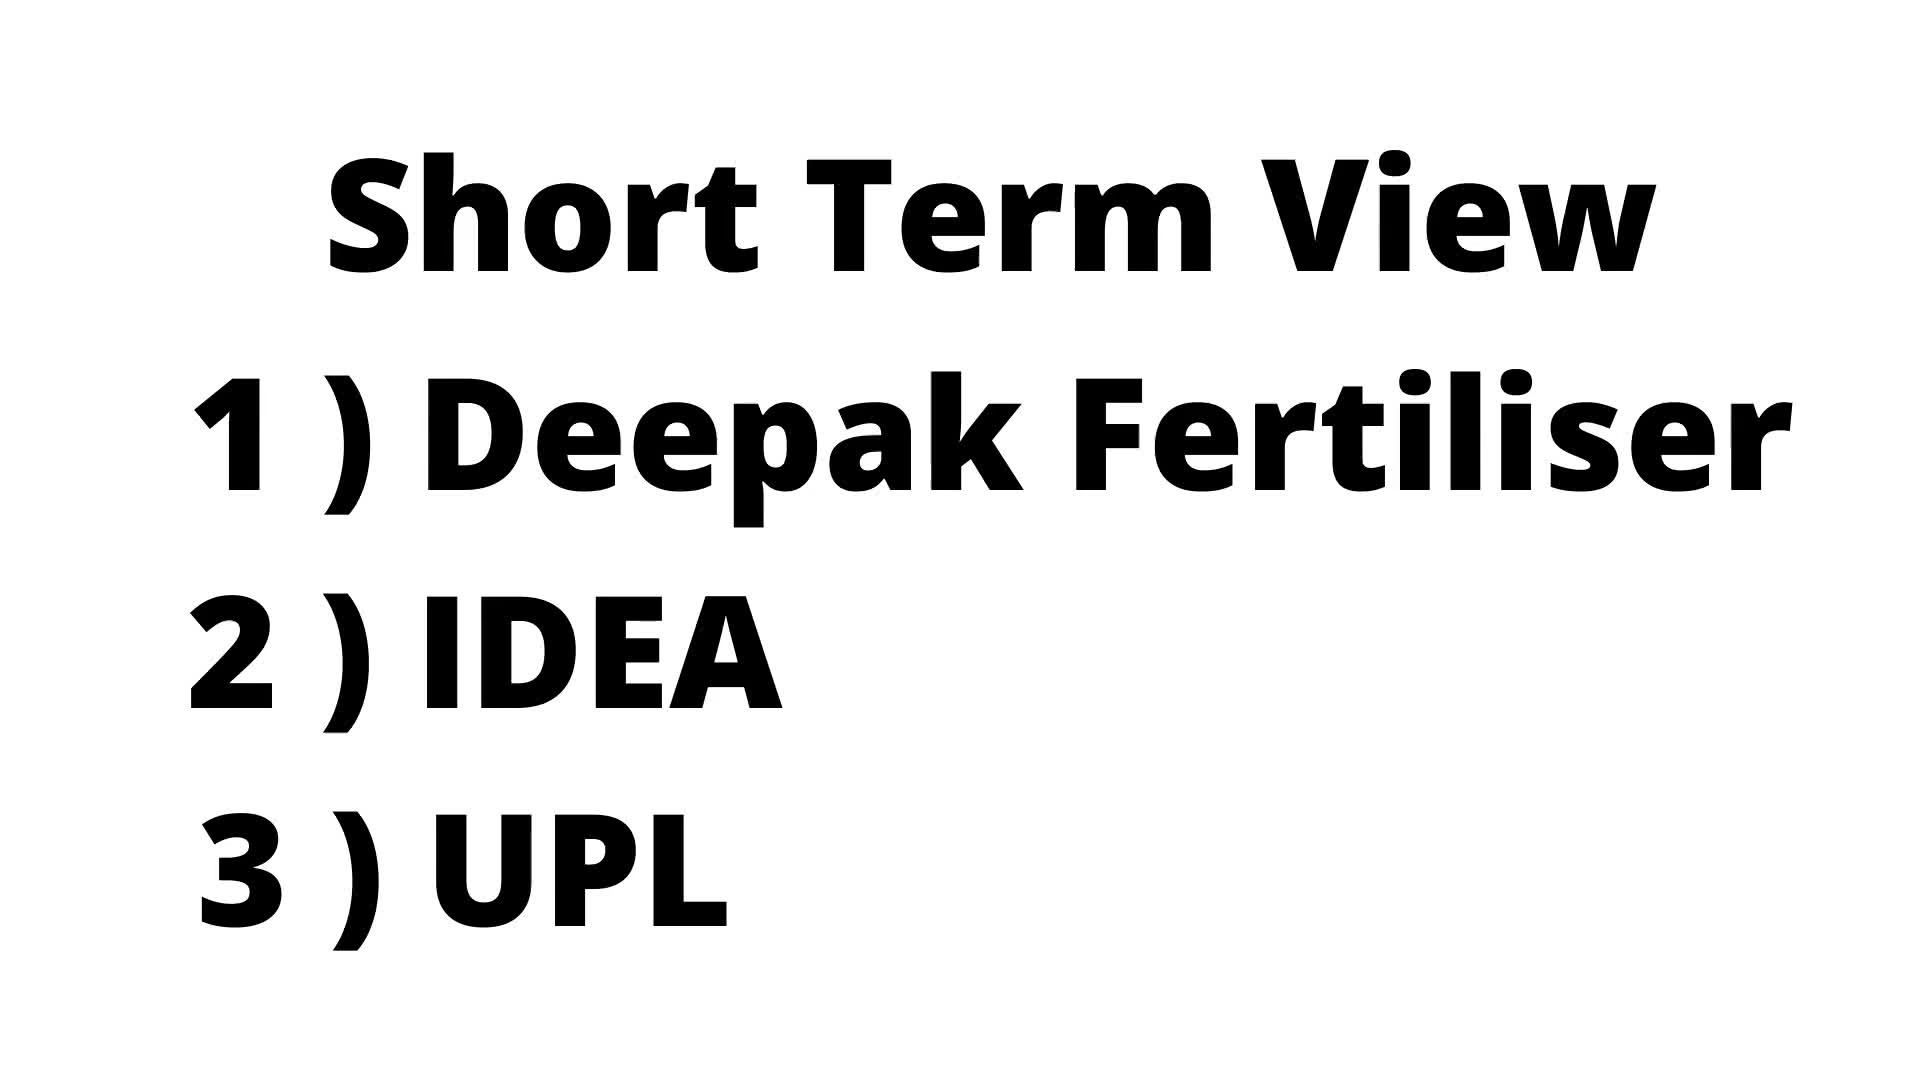 Short Term View
1 ) Deepak Fertiliser
2 ) IDEA
3 ) UPL